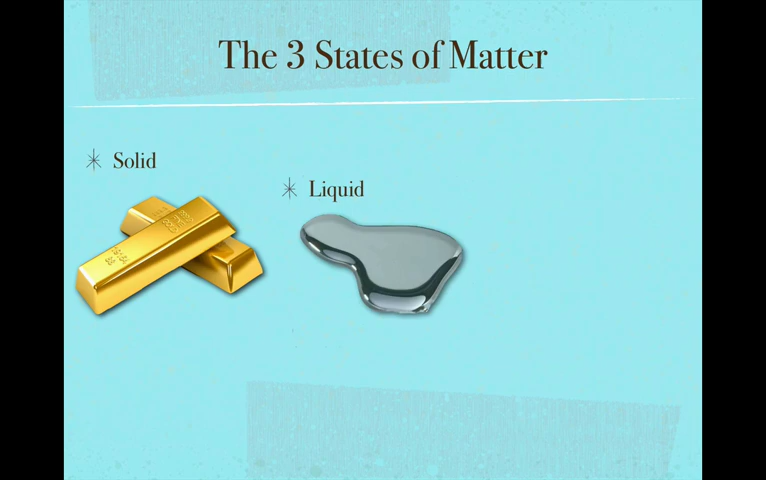 The 3 States of Matter
Solid
Liquid